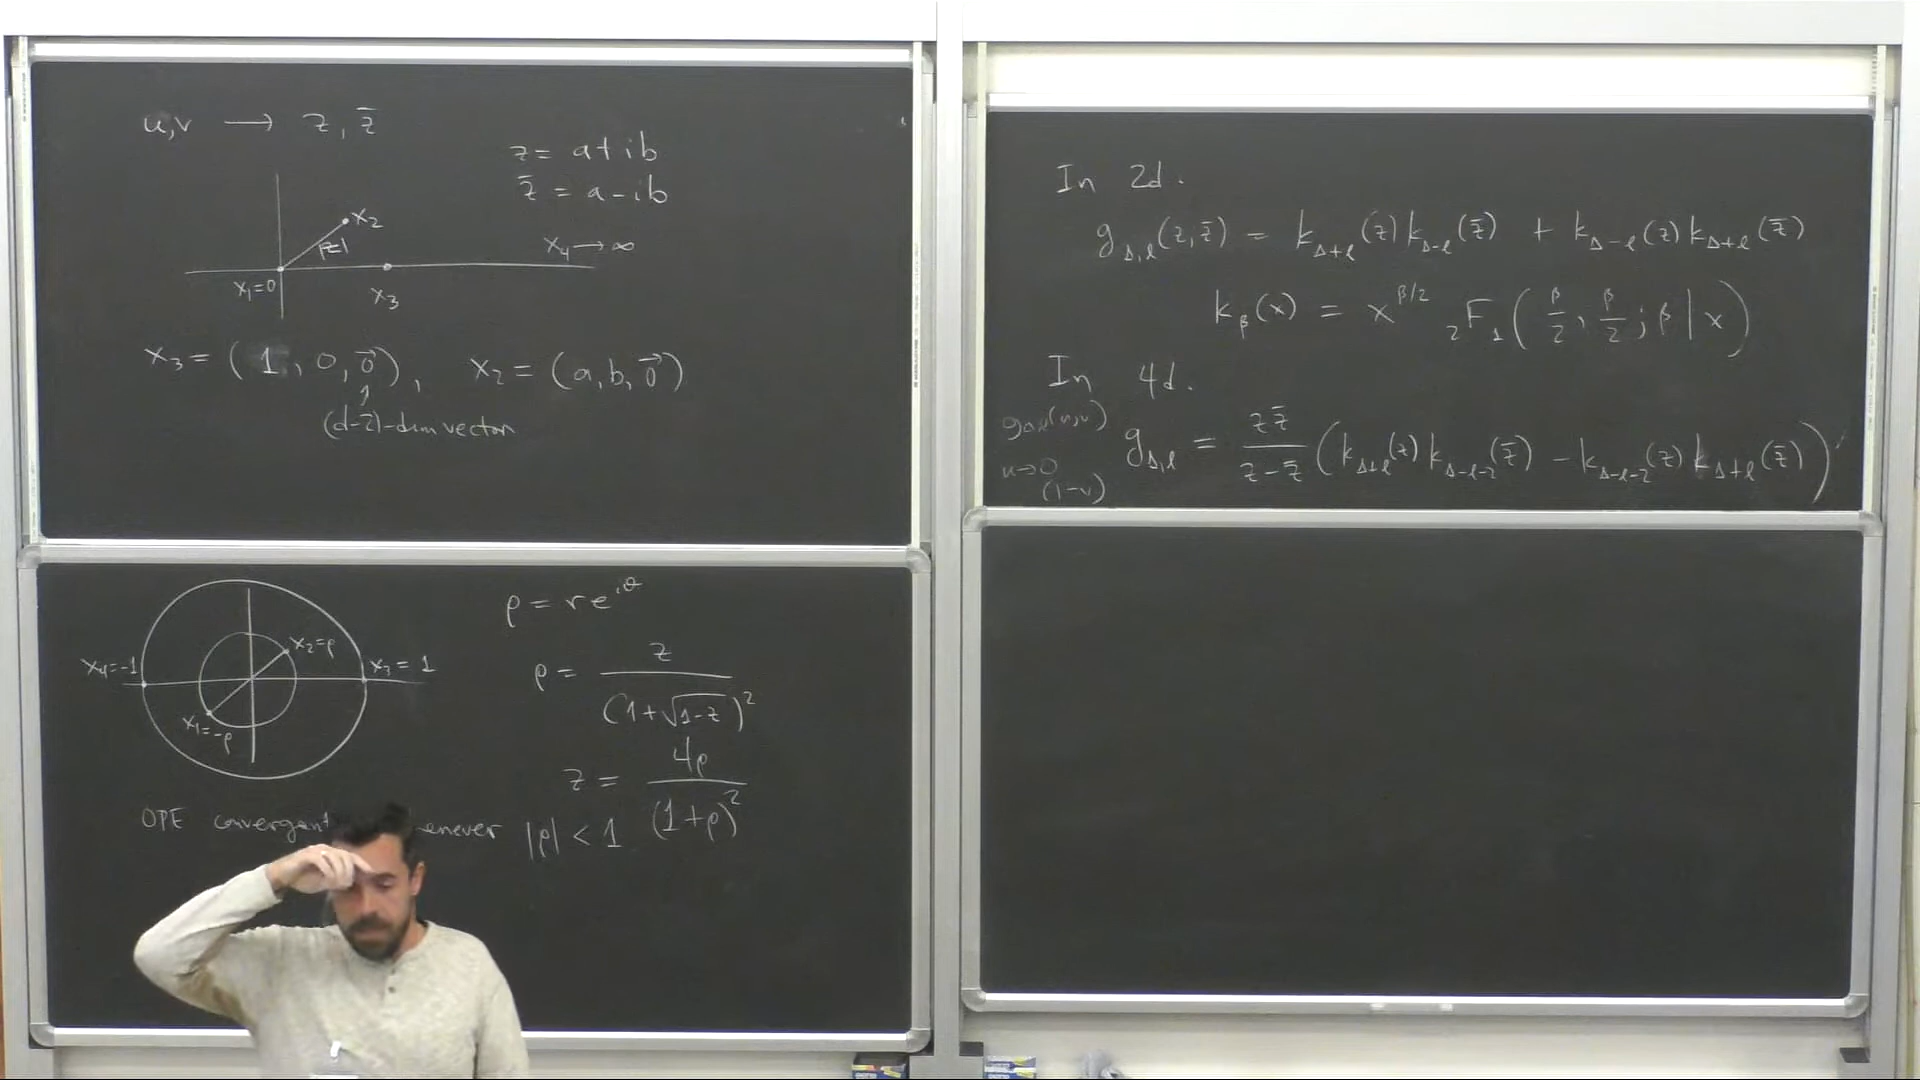 u,v → z, z̄
z = a+ib
z̄ = a-ib
x₂
x₄→∞
x₁=0
x₃
x₃ = (1, 0, 0⃗), x₂ = (a,b,0⃗)
(d-2)-dim vector
ρ = re^{iθ}
x₂=ρ
x₄=-1
x₃ = 1
x₁=-ρ
ρ = z/(1+√(1-z))²
z = 4ρ/(1+ρ)²
OPE convergent enever |ρ| < 1
In 2d.
g_{Δ,ℓ}(z,z̄) = k_{Δ+ℓ}(z) k_{Δ-ℓ}(z̄) + k_{Δ-ℓ}(z) k_{Δ+ℓ}(z̄)
k_β(x) = x^{β/2} ₂F₁(β/2, β/2; β | x)
In 4d.
g_{Δ,ℓ}(u,v)
u→0
(1-v)
g_{Δ,ℓ} = zz̄/(z-z̄) (k_{Δ+ℓ}(z) k_{Δ-ℓ-2}(z̄) - k_{Δ-ℓ-2}(z) k_{Δ+ℓ}(z̄))